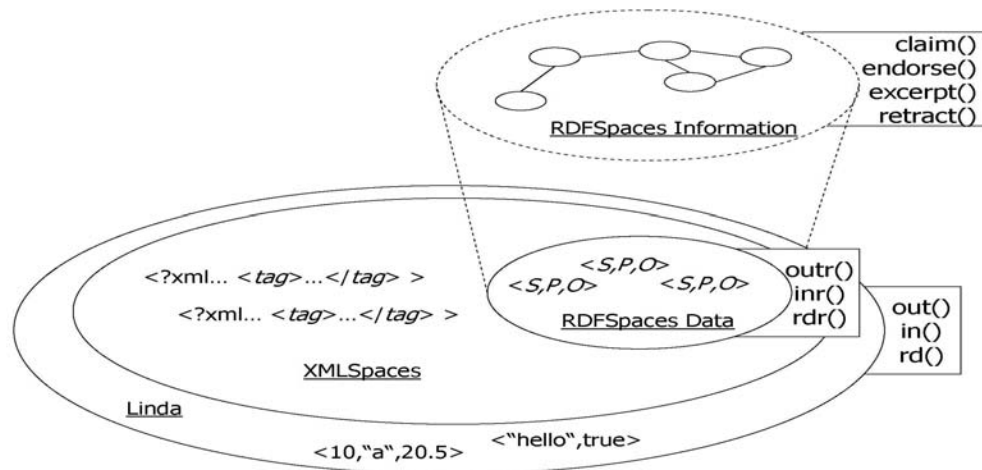 claim()
endorse()
excerpt()
retract()
RDFSpaces Information
<S,P,O>
<S,P,O> <S,P,O>
RDFSpaces Data
outr()
inr()
rdr()
out()
in()
rd()
<?xml... <tag>...</tag> >
<?xml... <tag>...</tag> >
XMLSpaces
Linda
<10,"a",20.5>
<"hello",true>